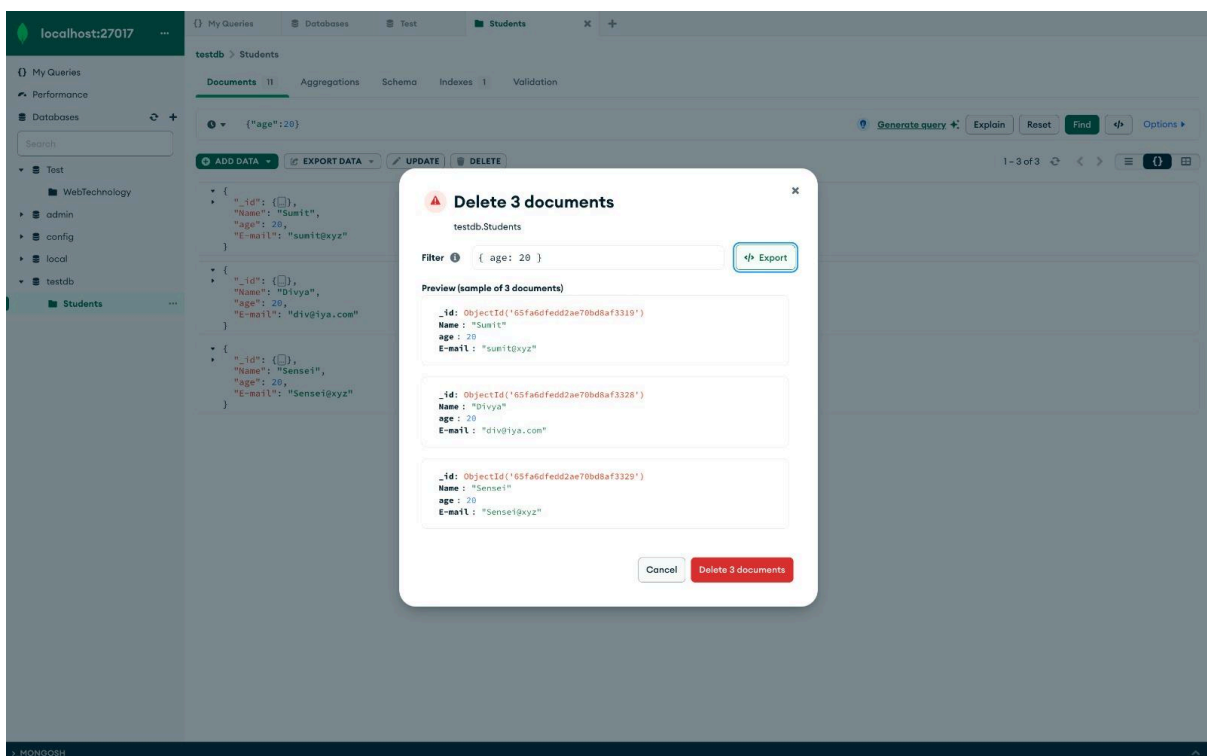 localhost:27017 ...
{} My Queries
Databases
Test
Students
testdb > Students
Documents 11 Aggregations Schema Indexes 1 Validation
{} My Queries
Performance
Databases
Search
Test
WebTechnology
admin
config
local
testdb
Students ...
{"age":20}
Generate query Explain Reset Find </> Options
ADD DATA EXPORT DATA UPDATE DELETE
1 - 3 of 3 {}
{
"_id": {...},
"Name": "Sumit",
"age": 20,
"E-mail": "sumit@xyz"
}
{
"_id": {...},
"Name": "Divya",
"age": 20,
"E-mail": "div@iya.com"
}
{
"_id": {...},
"Name": "Sensei",
"age": 20,
"E-mail": "Sensei@xyz"
}
Delete 3 documents
testdb.Students
Filter { age: 20 } </> Export
Preview (sample of 3 documents)
_id: ObjectId('65fa6dfedd2ae70bd8af3319')
Name : "Sumit"
age : 20
E-mail : "sumit@xyz"
_id: ObjectId('65fa6dfedd2ae70bd8af3328')
Name : "Divya"
age : 20
E-mail : "div@iya.com"
_id: ObjectId('65fa6dfedd2ae70bd8af3329')
Name : "Sensei"
age : 20
E-mail : "Sensei@xyz"
Cancel Delete 3 documents
> MONGOSH